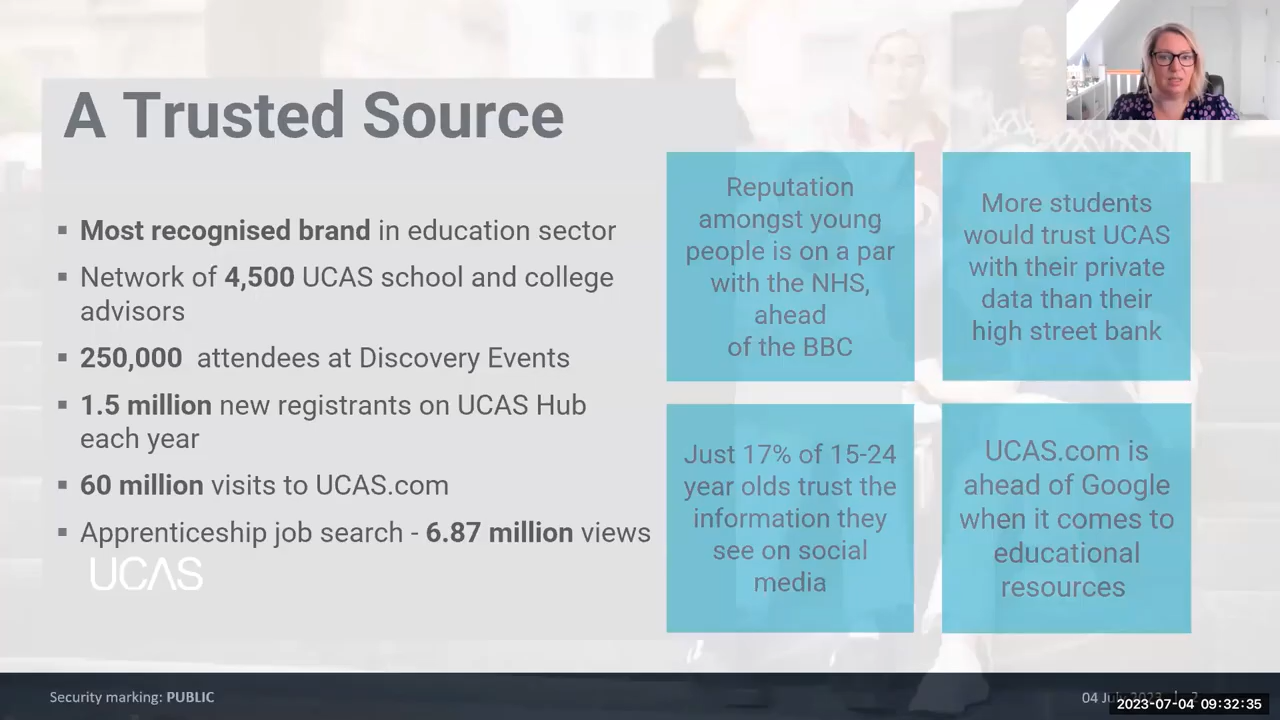 A Trusted Source
▪ Most recognised brand in education sector
▪ Network of 4,500 UCAS school and college
advisors
▪ 250,000 attendees at Discovery Events
▪ 1.5 million new registrants on UCAS Hub
each year
▪ 60 million visits to UCAS.com
▪ Apprenticeship job search - 6.87 million views
UCAS
Reputation
amongst young
people is on a par
with the NHS,
ahead
of the BBC
More students
would trust UCAS
with their private
data than their
high street bank
Just 17% of 15-24
year olds trust the
information they
see on social
media
UCAS.com is
ahead of Google
when it comes to
educational
resources
Security marking: PUBLIC
04 July 2023 |
2023-07-04 09:32:35